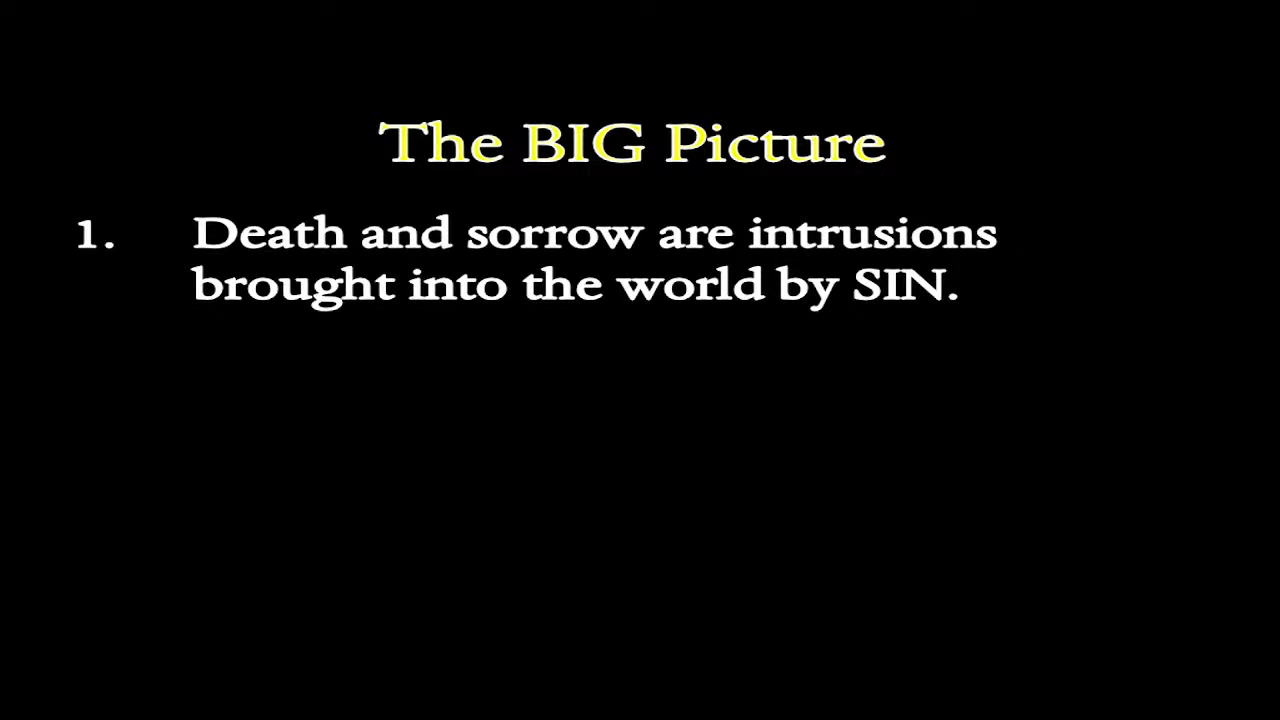 The BIG Picture
1. Death and sorrow are intrusions
brought into the world by SIN.